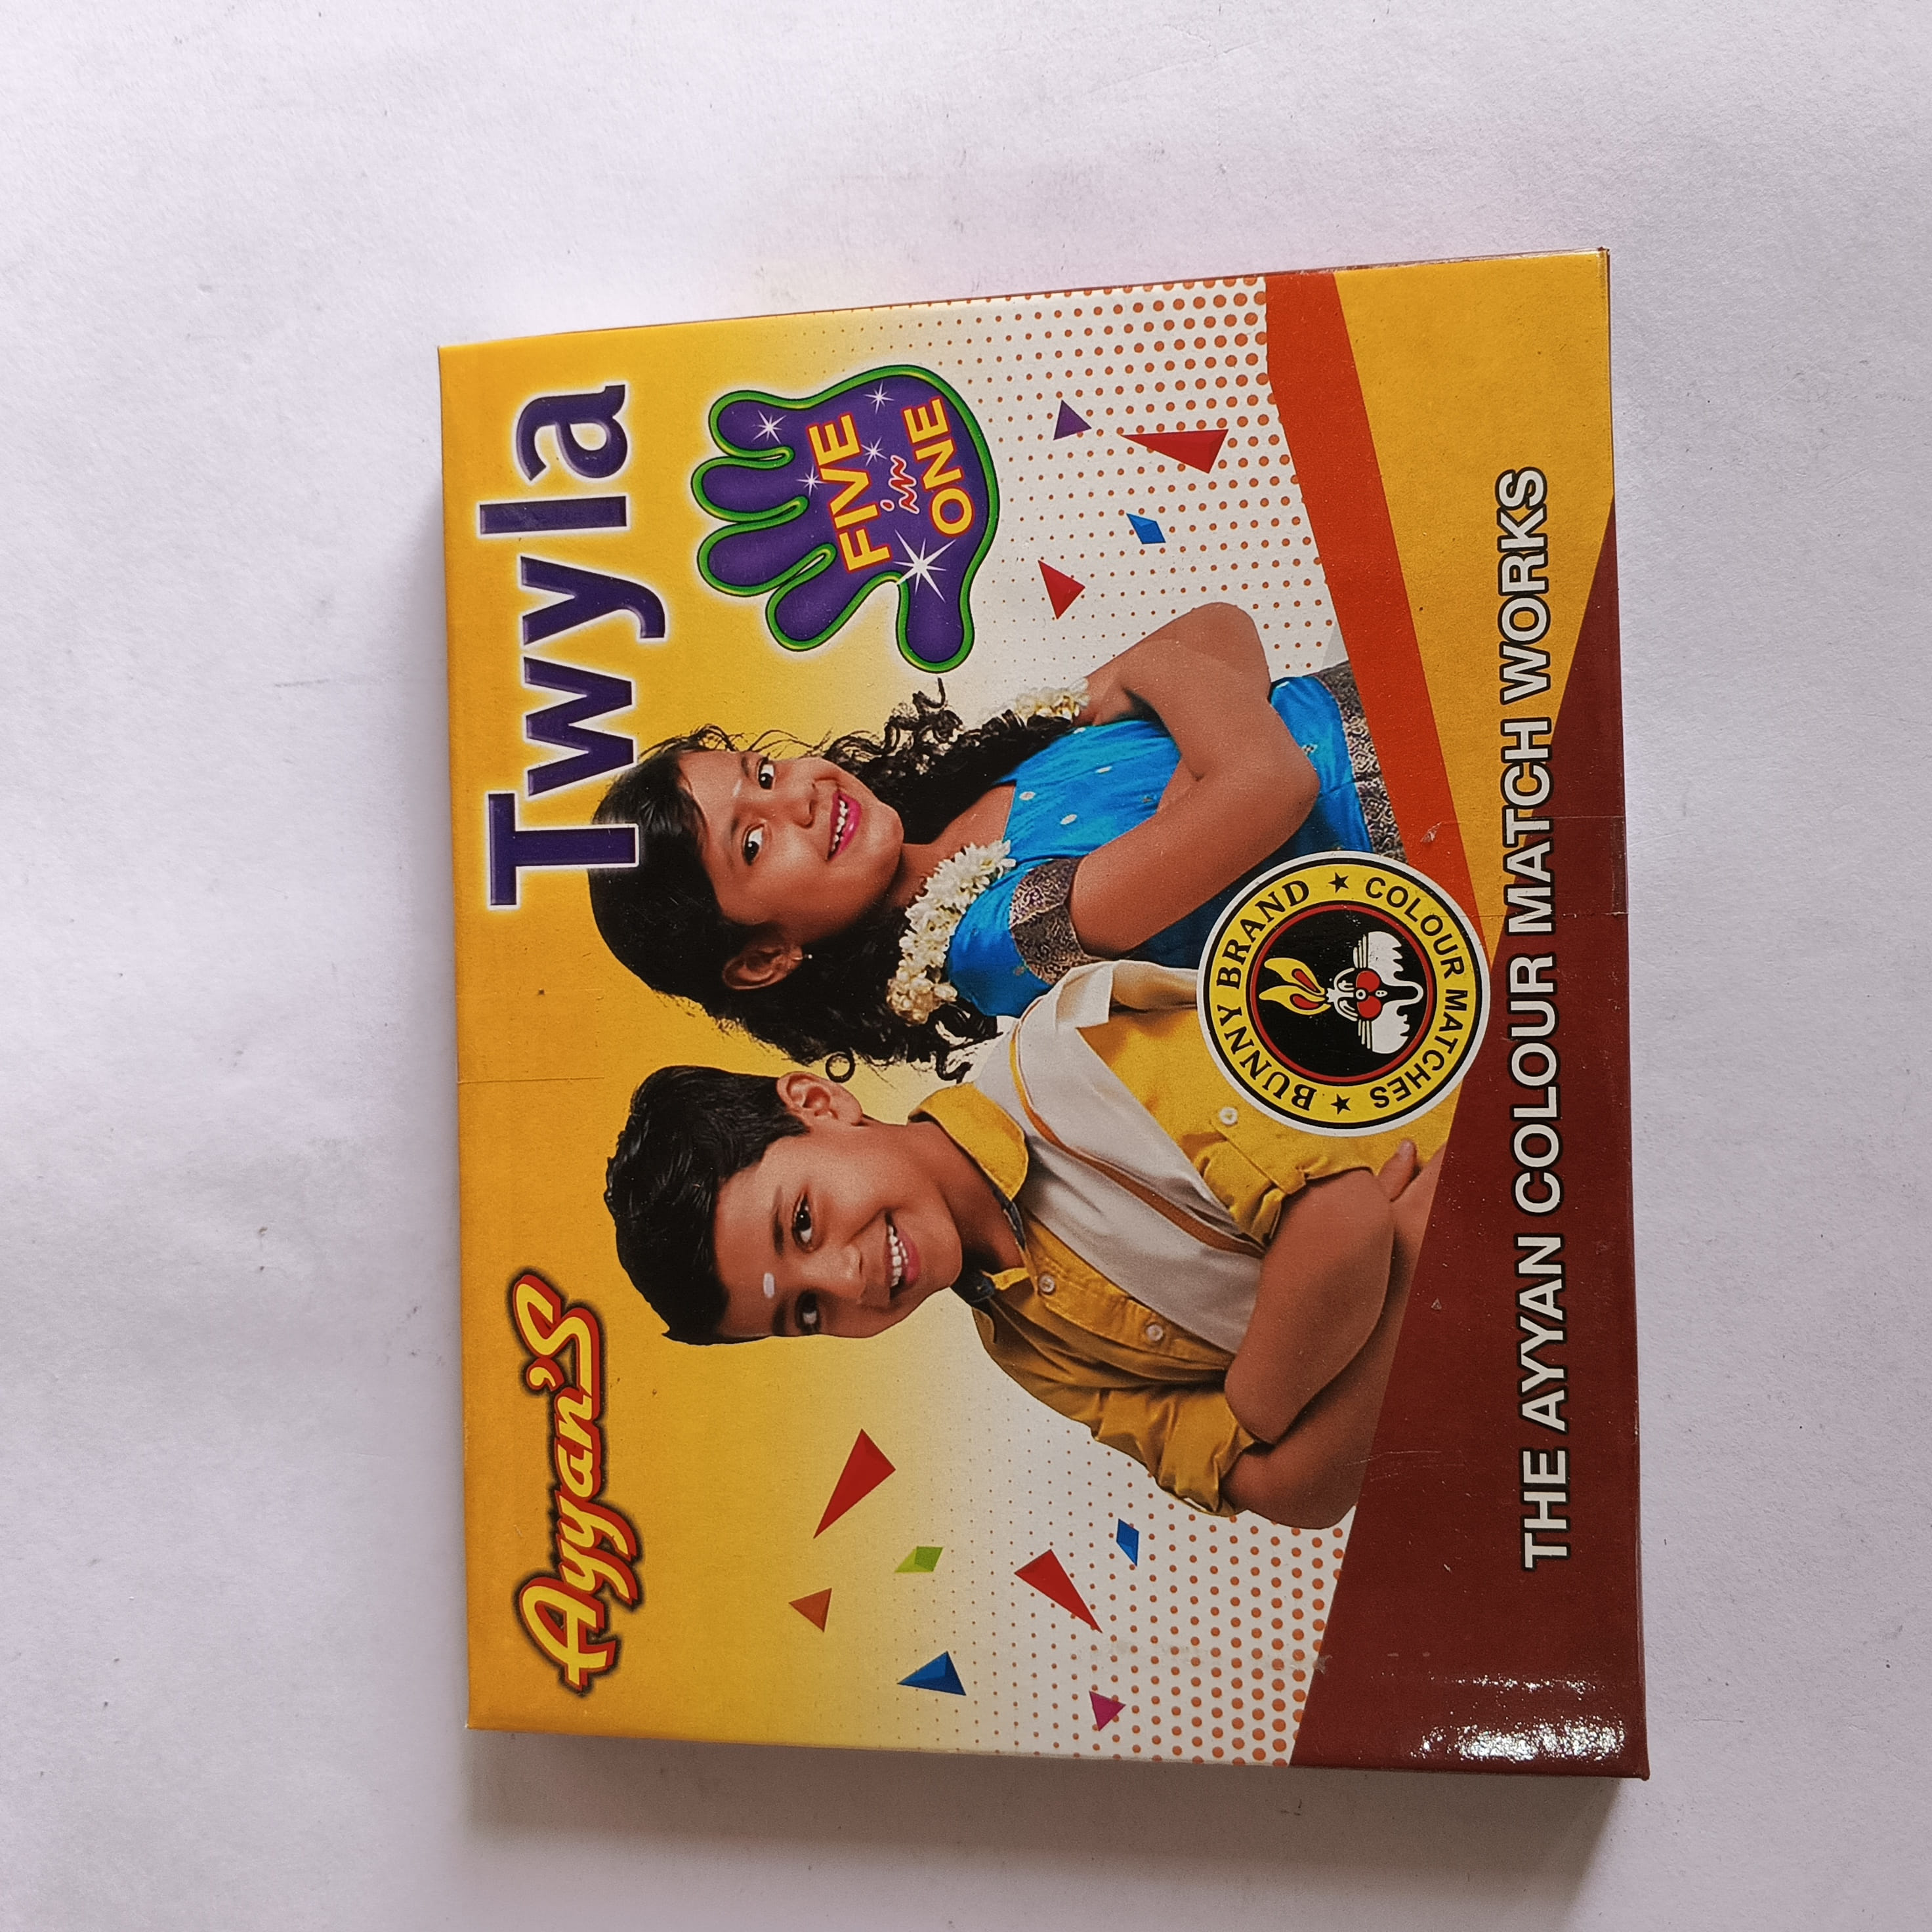 Ayyan'S
Twyla
FIVE
in
ONE
BUNNY BRAND
COLOUR MATCHES
THE AYYAN COLOUR MATCH WORKS